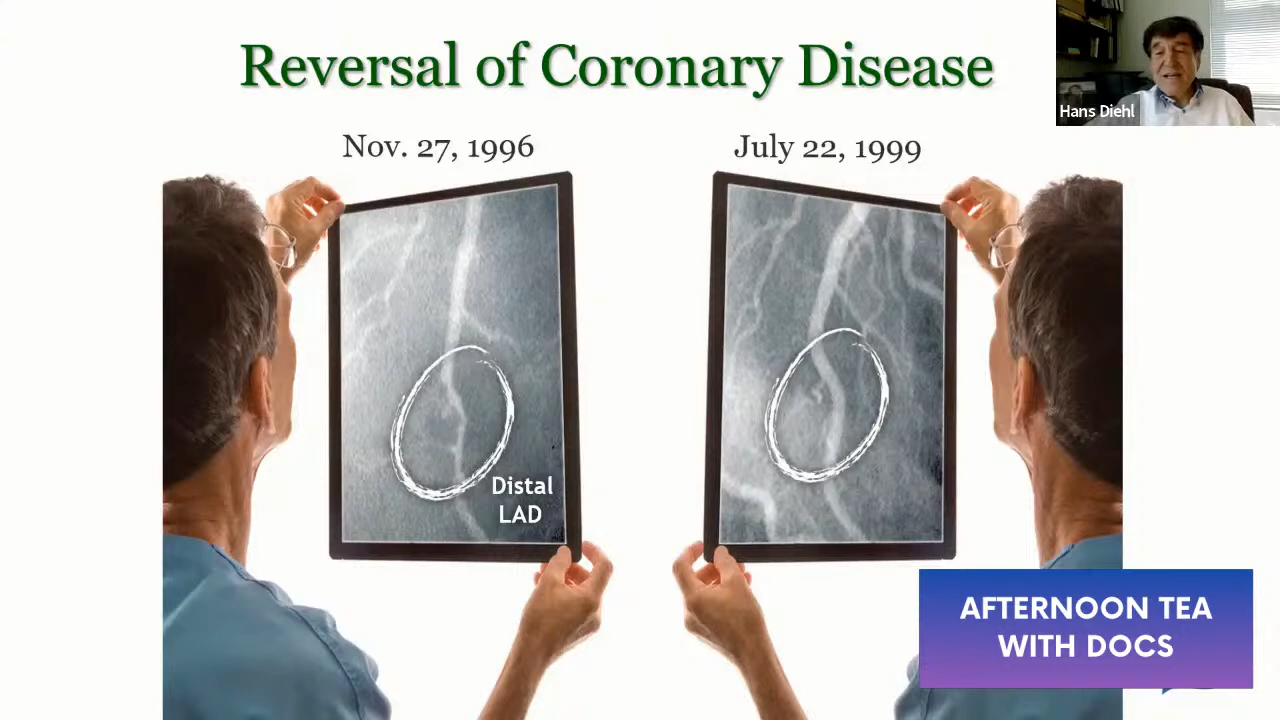 Reversal of Coronary Disease
Hans Diehl
Nov. 27, 1996
July 22, 1999
Distal
LAD
AFTERNOON TEA
WITH DOCS